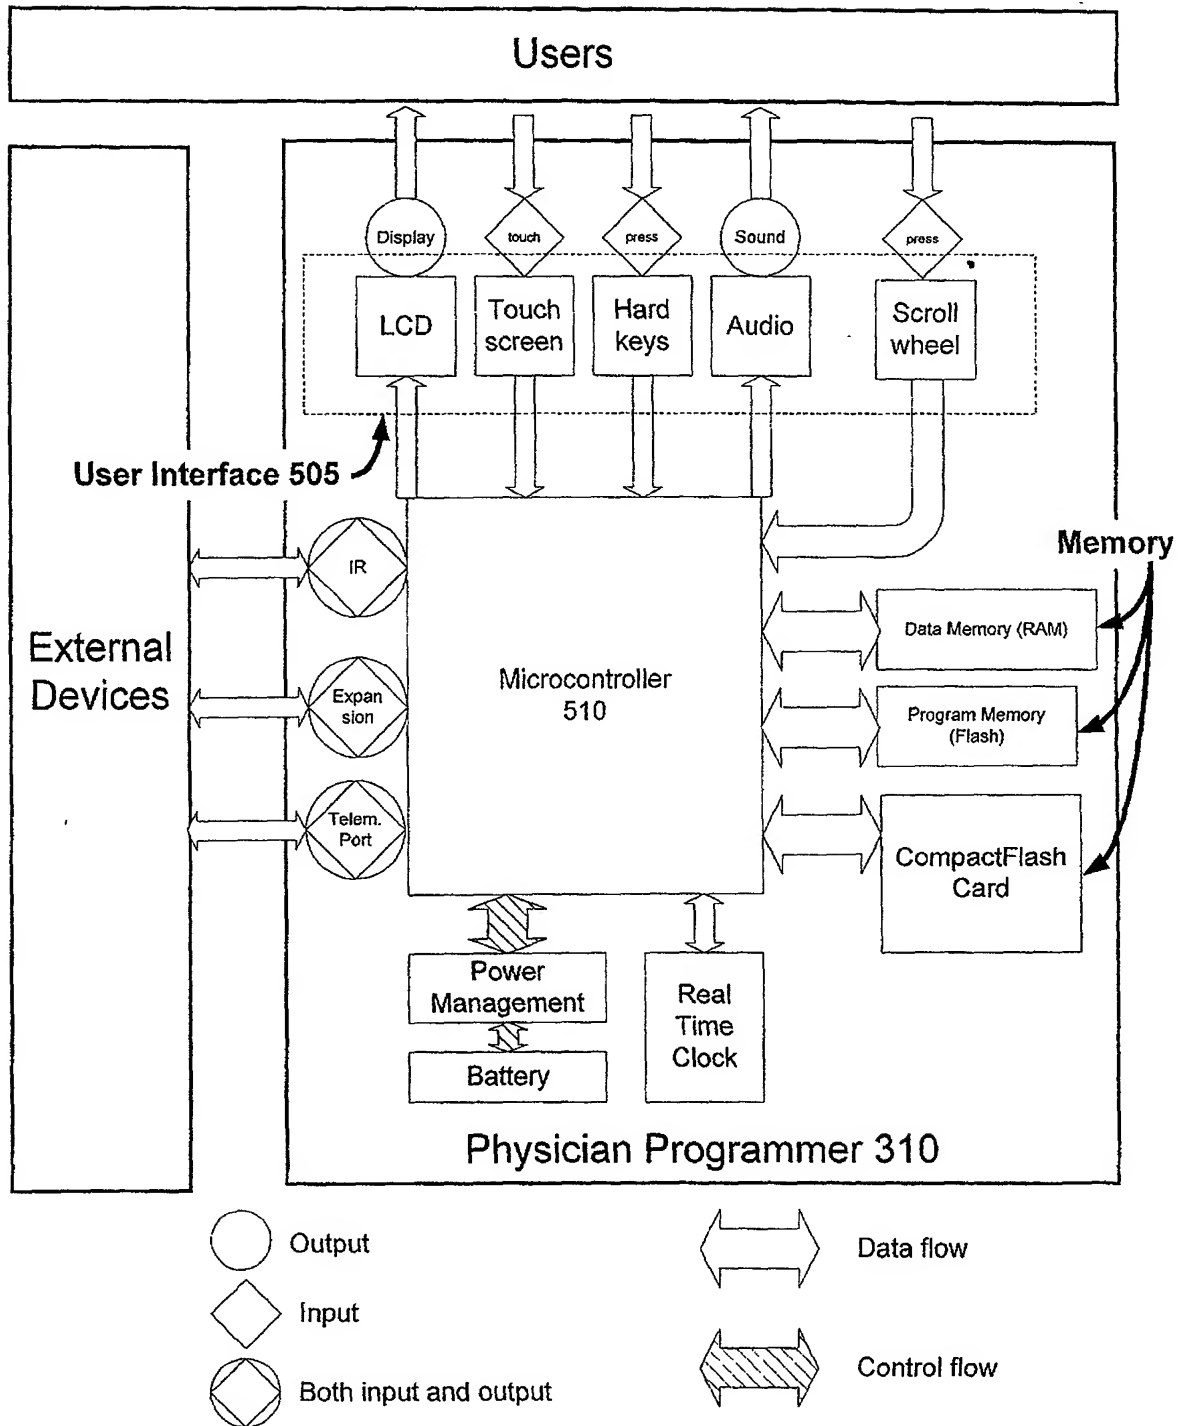 Users
Display
touch
press
Sound
press
LCD
Touch
screen
Hard
keys
Audio
Scroll
wheel
User Interface 505
Memory
IR
External
Devices
Expan
sion
Telem.
Port
Microcontroller
510
Data Memory (RAM)
Program Memory
(Flash)
CompactFlash
Card
Power
Management
Battery
Real
Time
Clock
Physician Programmer 310
Output
Input
Both input and output
Data flow
Control flow